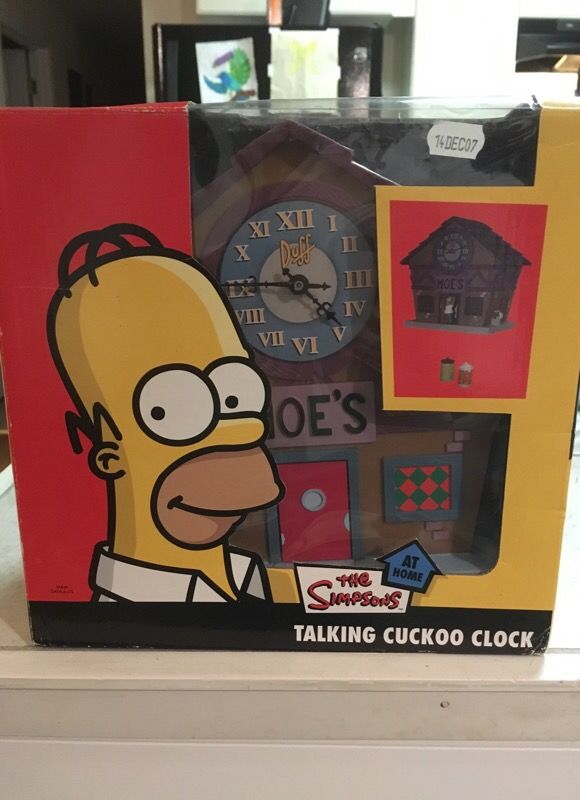 14DEC07
XI XII I
X Duff II
IX III
VIII IV
VII VI V
MOE'S
MOE'S
AT
HOME
THE
SIMPSONS
TALKING CUCKOO CLOCK